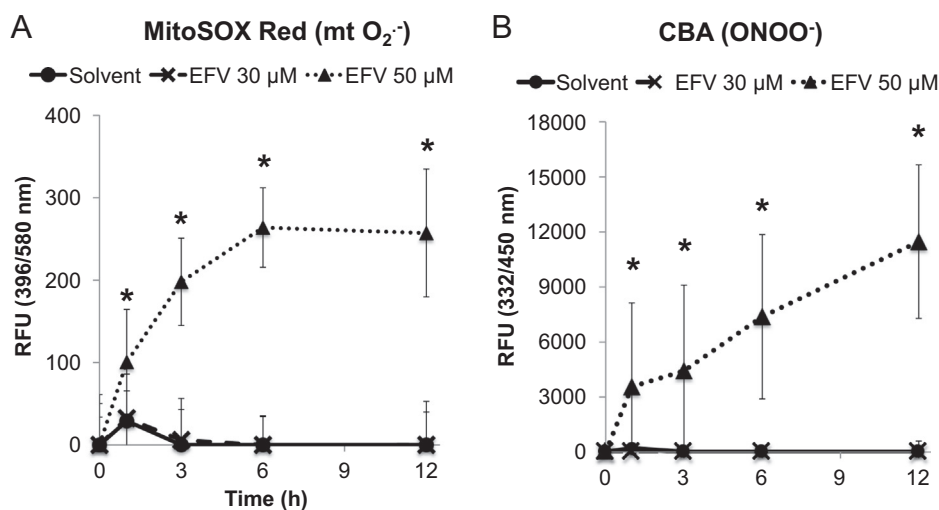 A
MitoSOX Red (mt O₂·⁻)
Solvent EFV 30 µM EFV 50 µM
400
300
200
100
0
RFU (396/580 nm)
* * * *
0 3 6 9 12
Time (h)
B
CBA (ONOO⁻)
Solvent EFV 30 µM EFV 50 µM
18000
15000
12000
9000
6000
3000
0
RFU (332/450 nm)
* * * *
0 3 6 9 12